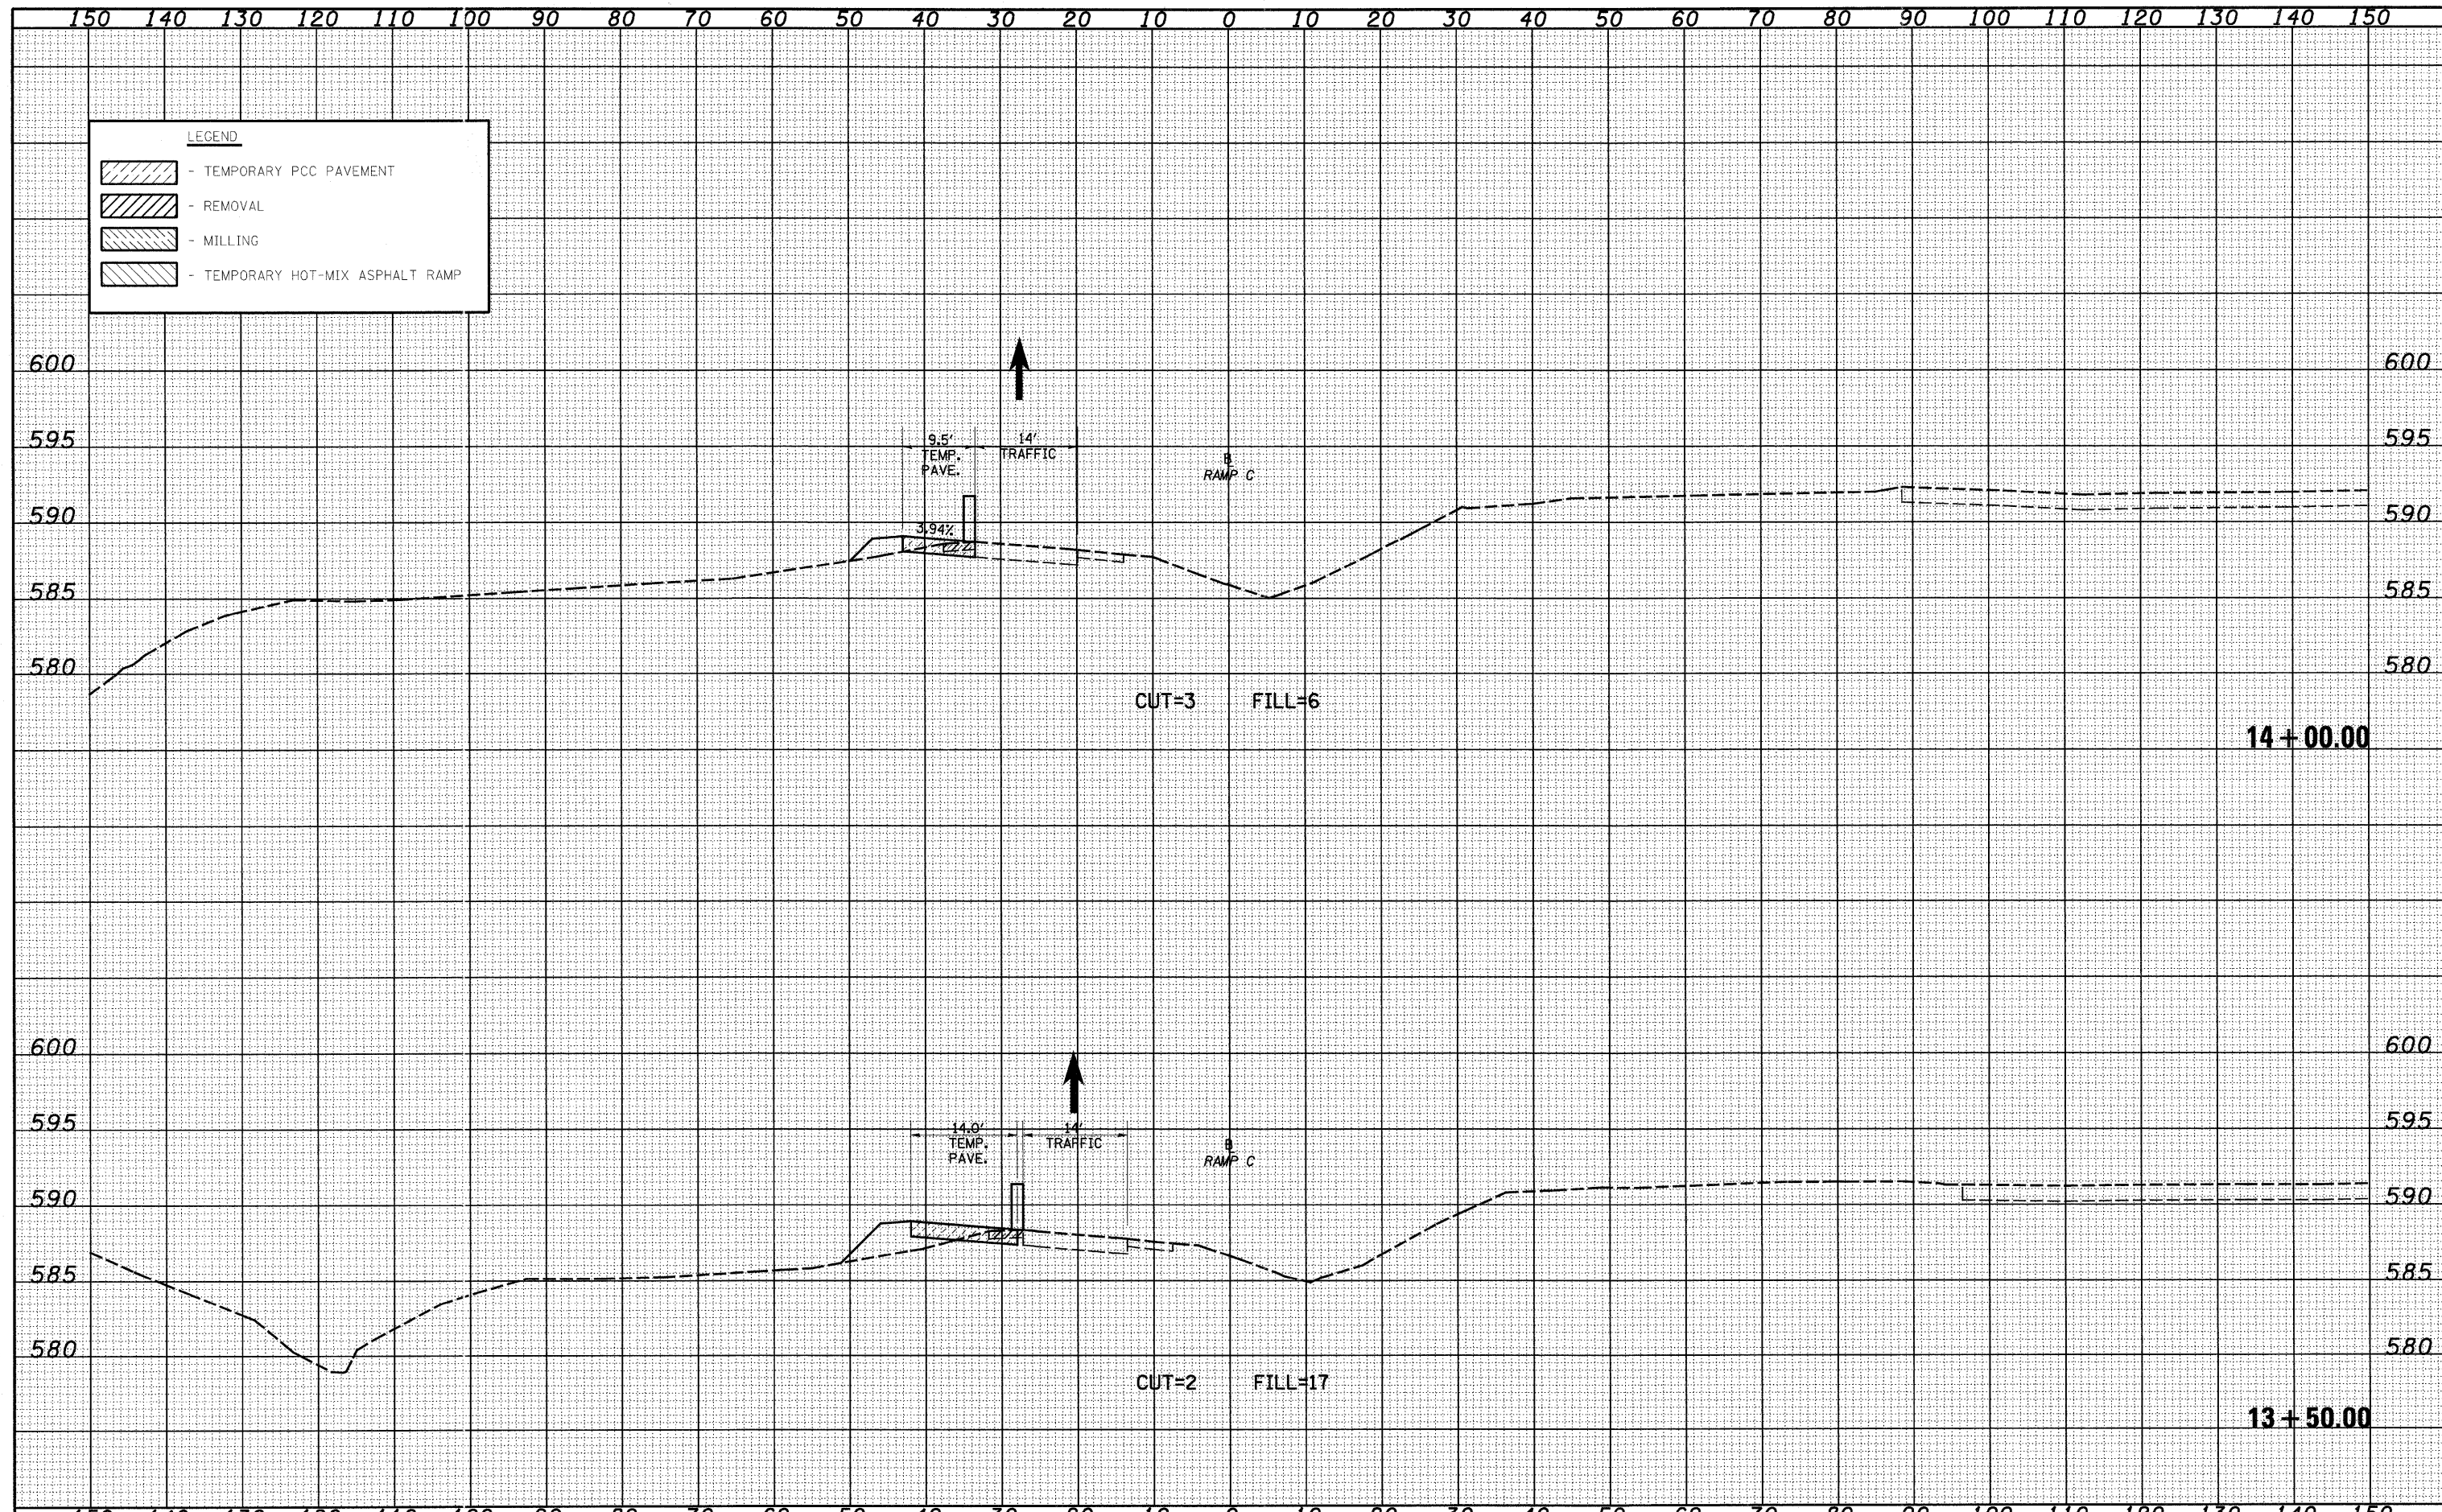 150 140 130 120 110 100 90 80 70 60 50 40 30 20 10 0 10 20 30 40 50 60 70 80 90 100 110 120 130 140 150
LEGEND
- TEMPORARY PCC PAVEMENT
- REMOVAL
- MILLING
- TEMPORARY HOT-MIX ASPHALT RAMP
600 600
595 9.5' 14' 595
TEMP. TRAFFIC
PAVE.
RAMP C
590 590
3.94%
585 585
580 580
CUT=3 FILL=6
14+00.00
600 600
595 14.0' 14' 595
TEMP. TRAFFIC
PAVE.
RAMP C
590 590
585 585
580 580
CUT=2 FILL=17
13+50.00